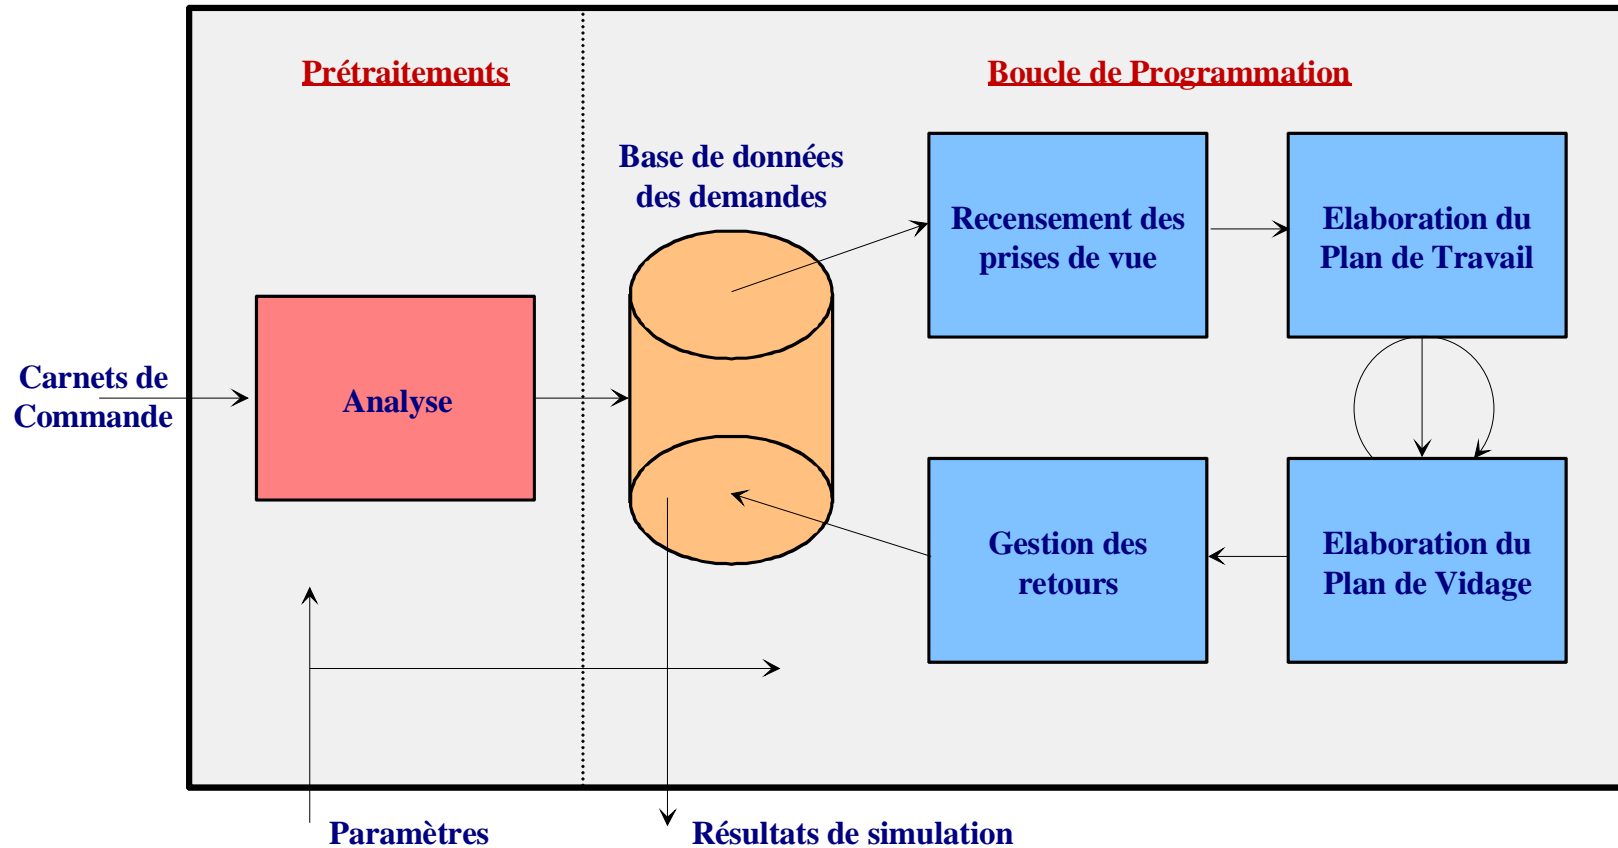 Prétraitements
Boucle de Programmation
Base de données
des demandes
Recensement des
prises de vue
Elaboration du
Plan de Travail
Carnets de
Commande
Analyse
Gestion des
retours
Elaboration du
Plan de Vidage
Paramètres
Résultats de simulation